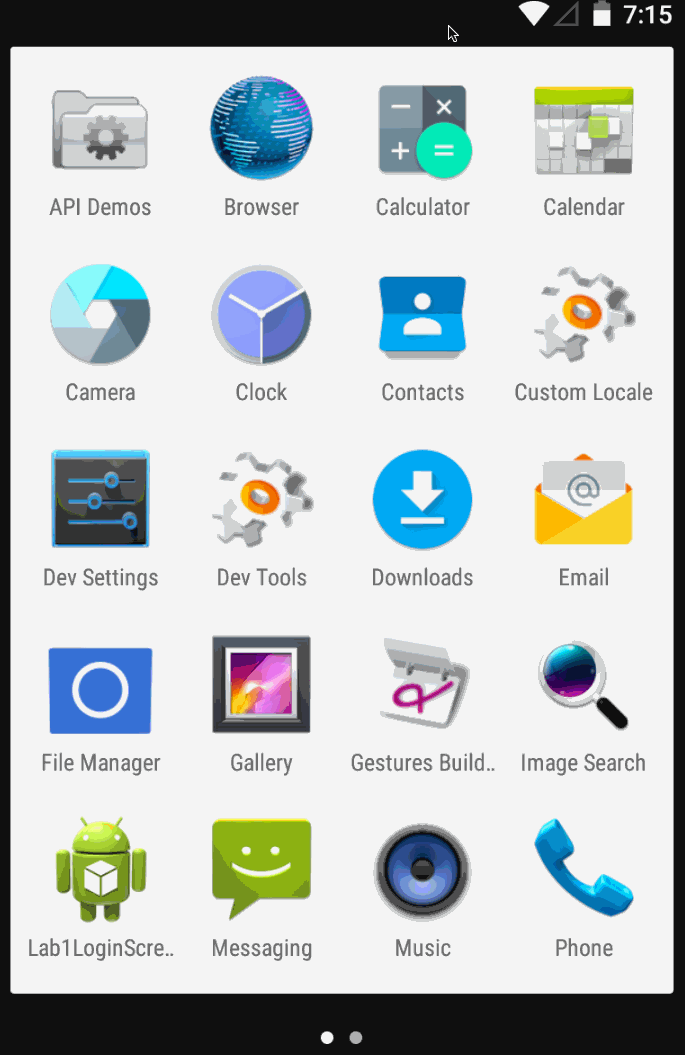 7:15
API Demos
Browser
Calculator
Calendar
Camera
Clock
Contacts
Custom Locale
Dev Settings
Dev Tools
Downloads
@
Email
File Manager
Gallery
Gestures Build..
Image Search
Lab1LoginScre..
Messaging
Music
Phone